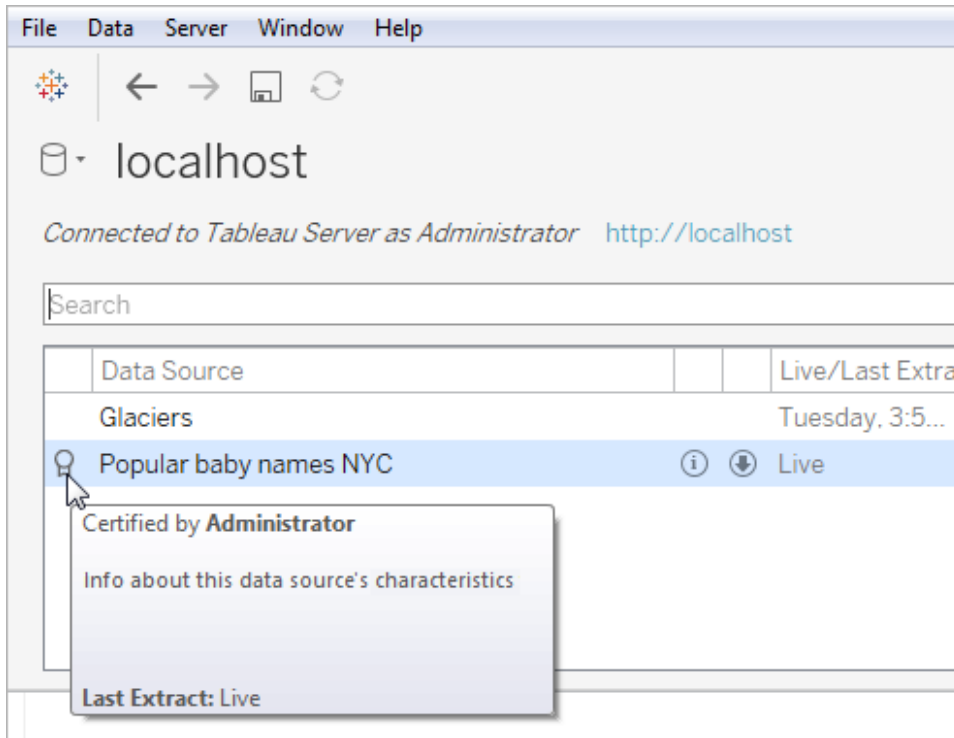 File Data Server Window Help
localhost
Connected to Tableau Server as Administrator http://localhost
Search
Data Source Live/Last Extra
Glaciers Tuesday, 3:5...
Popular baby names NYC Live
Certified by Administrator
Info about this data source's characteristics
Last Extract: Live